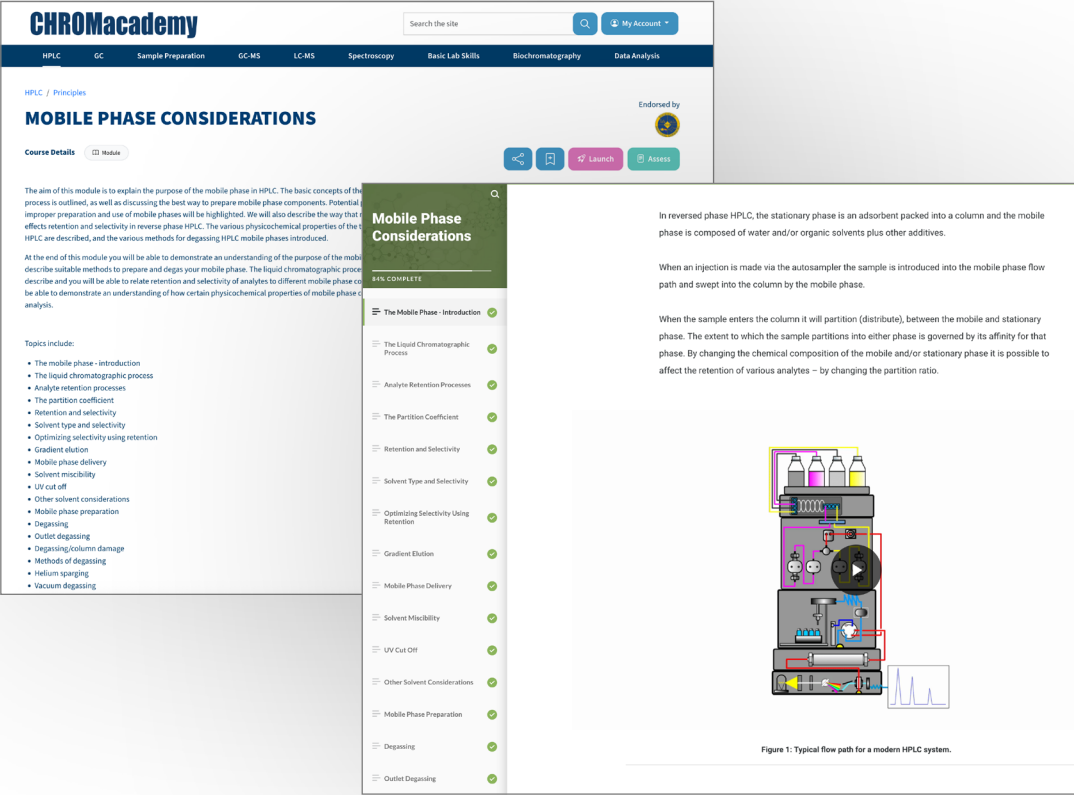 CHROMacademy
Search the site
My Account
HPLC
GC
Sample Preparation
GC-MS
LC-MS
Spectroscopy
Basic Lab Skills
Biochromatography
Data Analysis
HPLC / Principles
MOBILE PHASE CONSIDERATIONS
Endorsed by
Course Details
Module
Launch
Assess
The aim of this module is to explain the purpose of the mobile phase in HPLC. The basic concepts of the
process is outlined, as well as discussing the best way to prepare mobile phase components. Potential
improper preparation and use of mobile phases will be highlighted. We will also describe the way that
effects retention and selectivity in reverse phase HPLC. The various physicochemical properties of the
HPLC are described, and the various methods for degassing HPLC mobile phases introduced.
At the end of this module you will be able to demonstrate an understanding of the purpose of the
describe suitable methods to prepare and degas your mobile phase. The liquid chromatographic
describe and you will be able to relate retention and selectivity of analytes to different mobile phase
be able to demonstrate an understanding of how certain physicochemical properties of mobile phase
analysis.
Topics include:
• The mobile phase - introduction
• The liquid chromatographic process
• Analyte retention processes
• The partition coefficient
• Retention and selectivity
• Solvent type and selectivity
• Optimizing selectivity using retention
• Gradient elution
• Mobile phase delivery
• Solvent miscibility
• UV cut off
• Other solvent considerations
• Mobile phase preparation
• Degassing
• Outlet degassing
• Degassing/column damage
• Methods of degassing
• Helium sparging
• Vacuum degassing
Mobile Phase
Considerations
84% COMPLETE
The Mobile Phase - Introduction
The Liquid Chromatographic
Process
Analyte Retention Processes
The Partition Coefficient
Retention and Selectivity
Solvent Type and Selectivity
Optimizing Selectivity Using
Retention
Gradient Elution
Mobile Phase Delivery
Solvent Miscibility
UV Cut Off
Other Solvent Considerations
Mobile Phase Preparation
Degassing
Outlet Degassing
In reversed phase HPLC, the stationary phase is an adsorbent packed into a column and the mobile
phase is composed of water and/or organic solvents plus other additives.
When an injection is made via the autosampler the sample is introduced into the mobile phase flow
path and swept into the column by the mobile phase.
When the sample enters the column it will partition (distribute), between the mobile and stationary
phase. The extent to which the sample partitions into either phase is governed by its affinity for that
phase. By changing the chemical composition of the mobile and/or stationary phase it is possible to
affect the retention of various analytes – by changing the partition ratio.
Figure 1: Typical flow path for a modern HPLC system.